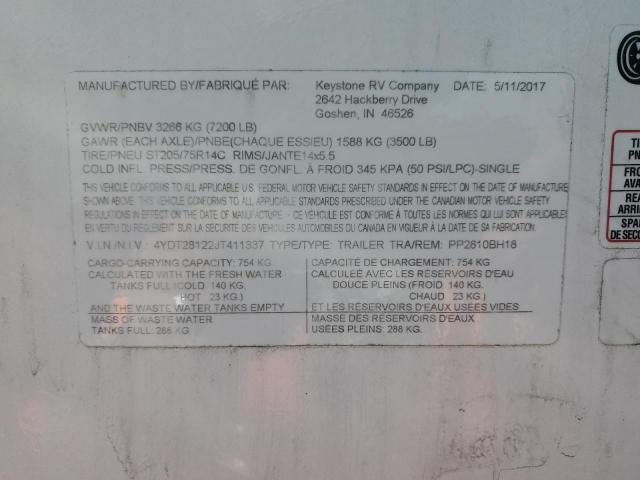 MANUFACTURED BY/FABRIQUÉ PAR: Keystone RV Company DATE: 5/11/2017
2642 Hackberry Drive
Goshen, IN 46526
GVWR/PNBV 3266 KG (7200 LB)
GAWR (EACH AXLE)/PNBE(CHAQUE ESSIEU) 1588 KG (3500 LB)
TIRE/PNEU ST205/75R14C RIMS/JANTE14x5.5
COLD INFL. PRESS/PRESS. DE GONFL. À FROID 345 KPA (50 PSI/LPC)-SINGLE
THIS VEHICLE CONFORMS TO ALL APPLICABLE U.S. FEDERAL MOTOR VEHICLE SAFETY STANDARDS IN EFFECT ON THE DATE OF MANUFACTURE
SHOWN ABOVE. THIS VEHICLE CONFORMS TO ALL APPLICABLE STANDARDS PRESCRIBED UNDER THE CANADIAN MOTOR VEHICLE SAFETY
REGULATIONS IN EFFECT ON THE DATE OF MANUFACTURE - CE VÉHICULE EST CONFORME À TOUTES LES NORMES QUI LUI SONT APPLICABLES
EN VERTU DU RÈGLEMENT SUR LA SÉCURITÉ DES VÉHICULES AUTOMOBILES DU CANADA EN VIGUEUR À LA DATE DE SA FABRICATION
V.I.N./N.I.V.: 4YDT28122JT411337 TYPE/TYPE: TRAILER TRA/REM: PP2810BH18
CARGO-CARRYING CAPACITY: 754 KG
CALCULATED WITH THE FRESH WATER
TANKS FULL (COLD 140 KG.
HOT 23 KG.)
AND THE WASTE WATER TANKS EMPTY
MASS OF WASTE WATER
TANKS FULL: 288 KG
CAPACITÉ DE CHARGEMENT: 754 KG
CALCULEÉ AVEC LES RÉSERVOIRS D'EAU
DOUCE PLEINS (FROID: 140 KG.
CHAUD : 23 KG.)
ET LES RÉSERVOIRS D'EAUX USÉES VIDES
MASSE DES RÉSERVOIRS D'EAUX
USÉES PLEINS: 288 KG.
TI
PN
FRO
AVA
REA
ARRI
SPA
DE SEC